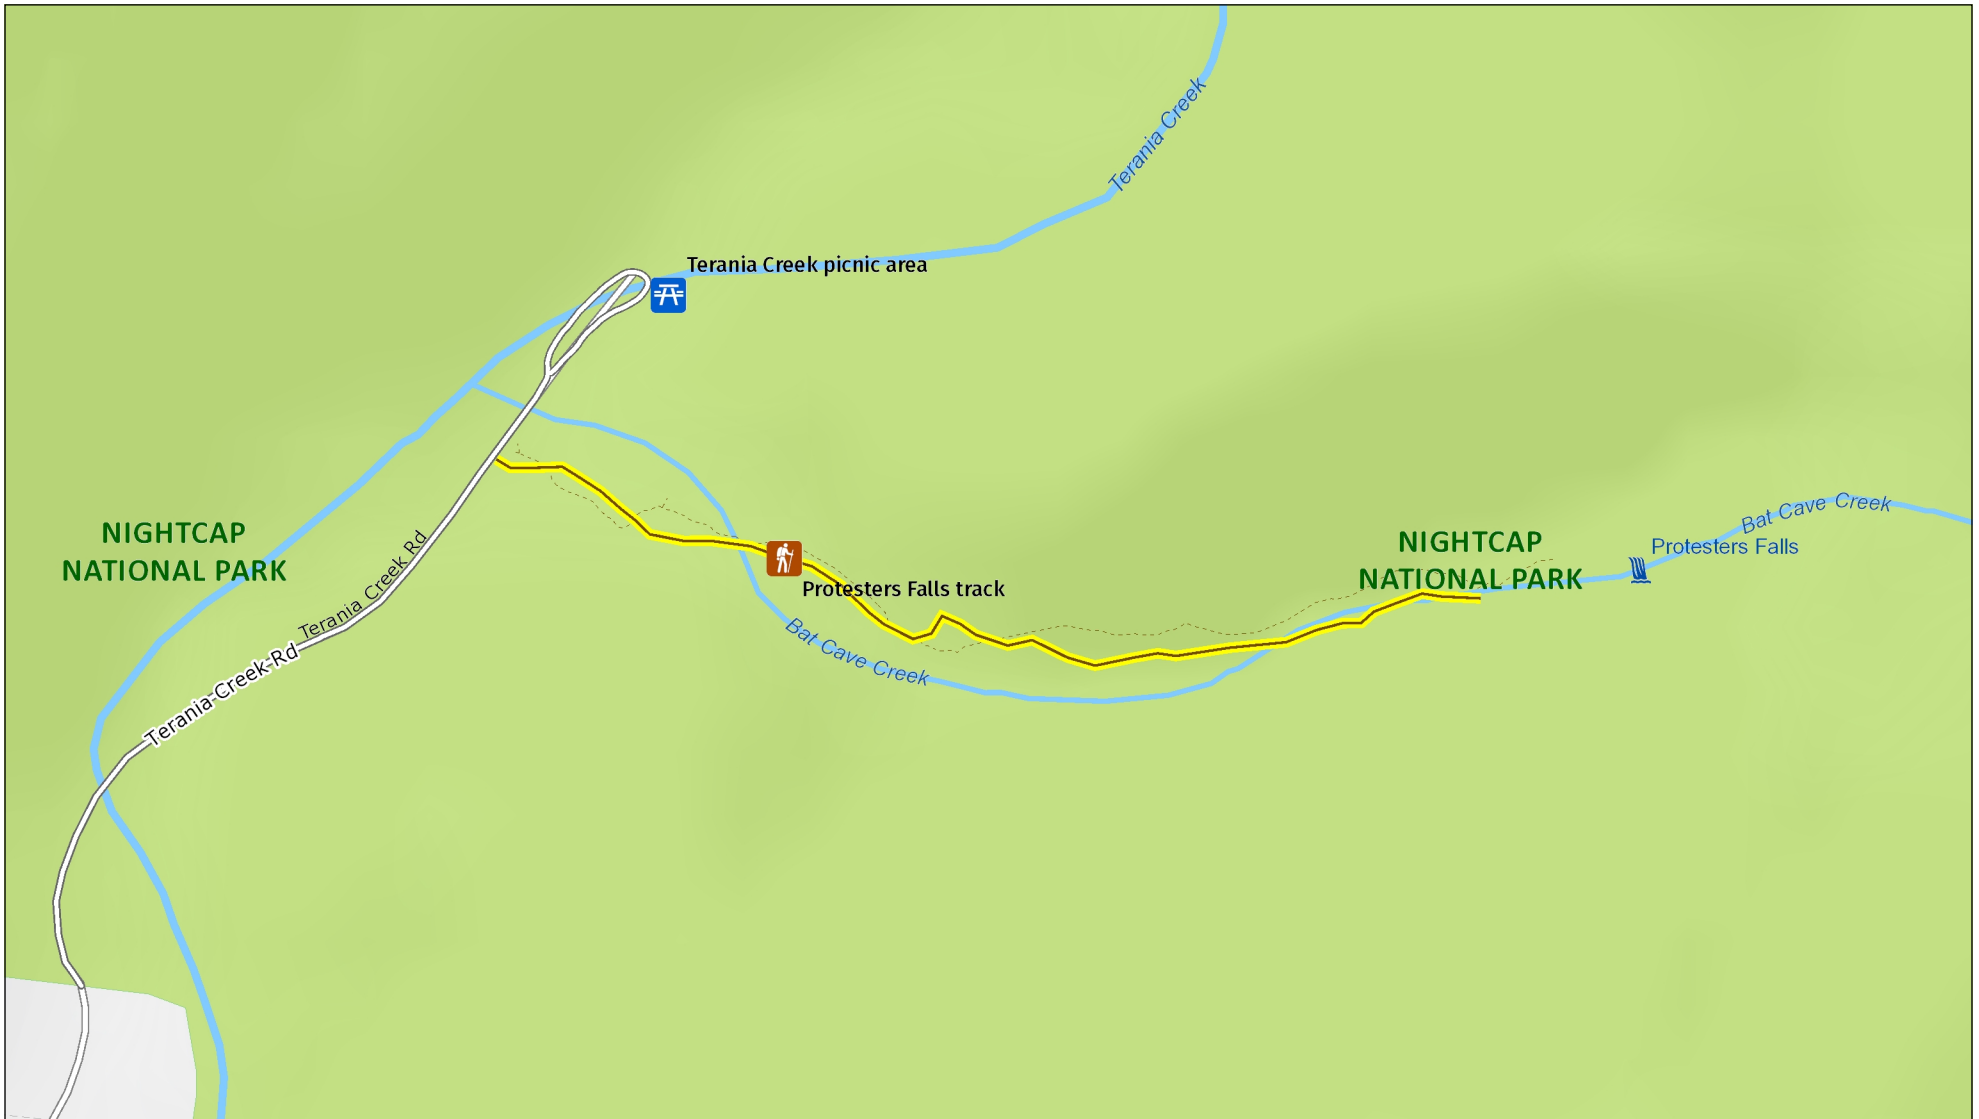 Terania Creek
Terania Creek picnic area
Bat Cave Creek
NIGHTCAP
NATIONAL PARK
Terania Creek Rd
NIGHTCAP
NATIONAL PARK
Protesters Falls
Protesters Falls track
Bat Cave Creek
Terania Creek Rd